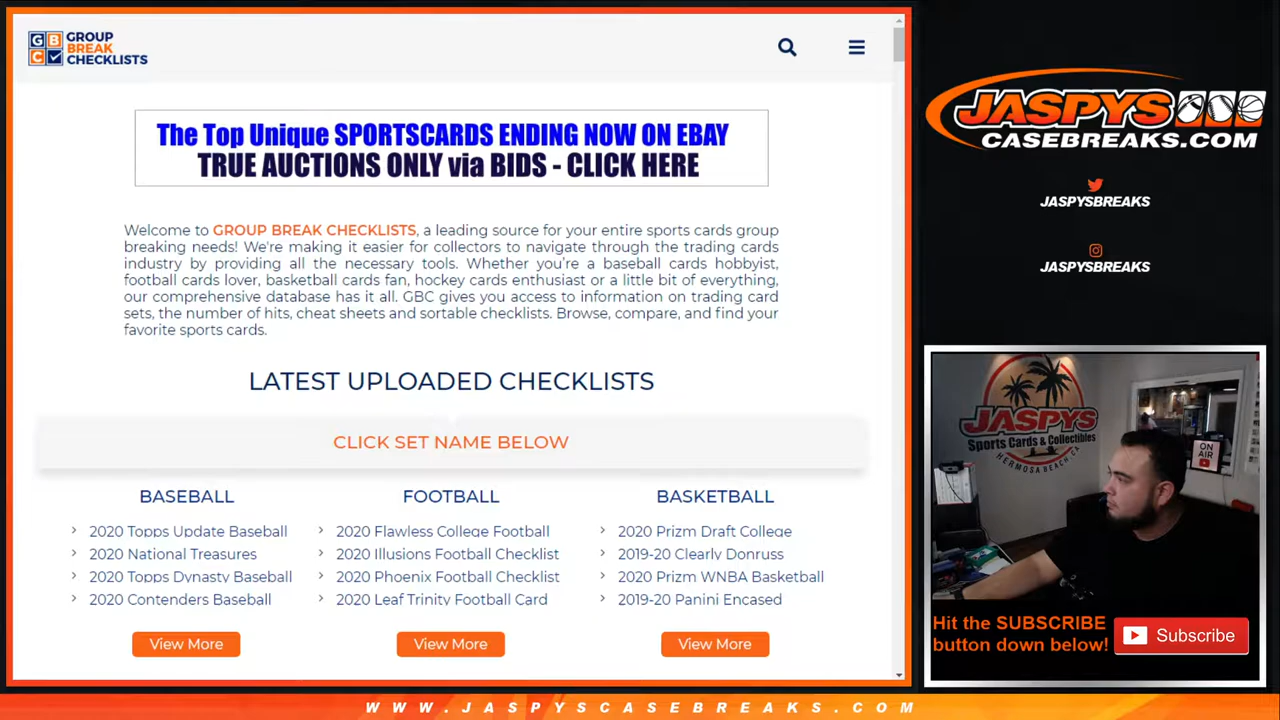 GROUP
BREAK
CHECKLISTS
GBC
The Top Unique SPORTSCARDS ENDING NOW ON EBAY
TRUE AUCTIONS ONLY via BIDS - CLICK HERE
Welcome to GROUP BREAK CHECKLISTS, a leading source for your entire sports cards group
breaking needs! We're making it easier for collectors to navigate through the trading cards
industry by providing all the necessary tools. Whether you're a baseball cards hobbyist,
football cards lover, basketball cards fan, hockey cards enthusiast or a little bit of everything,
our comprehensive database has it all. GBC gives you access to information on trading card
sets, the number of hits, cheat sheets and sortable checklists. Browse, compare, and find your
favorite sports cards.
LATEST UPLOADED CHECKLISTS
CLICK SET NAME BELOW
BASEBALL
2020 Topps Update Baseball
2020 National Treasures
2020 Topps Dynasty Baseball
2020 Contenders Baseball
View More
FOOTBALL
2020 Flawless College Football
2020 Illusions Football Checklist
2020 Phoenix Football Checklist
2020 Leaf Trinity Football Card
View More
BASKETBALL
2020 Prizm Draft College
2019-20 Clearly Donruss
2020 Prizm WNBA Basketball
2019-20 Panini Encased
View More
JASPYS
CASEBREAKS.COM
JASPYSBREAKS
JASPYSBREAKS
JASPYS
Sports Cards & Collectibles
HERMOSA BEACH, CA
ON
AIR
Hit the SUBSCRIBE
button down below!
Subscribe
WWW.JASPYSCASEBREAKS.COM